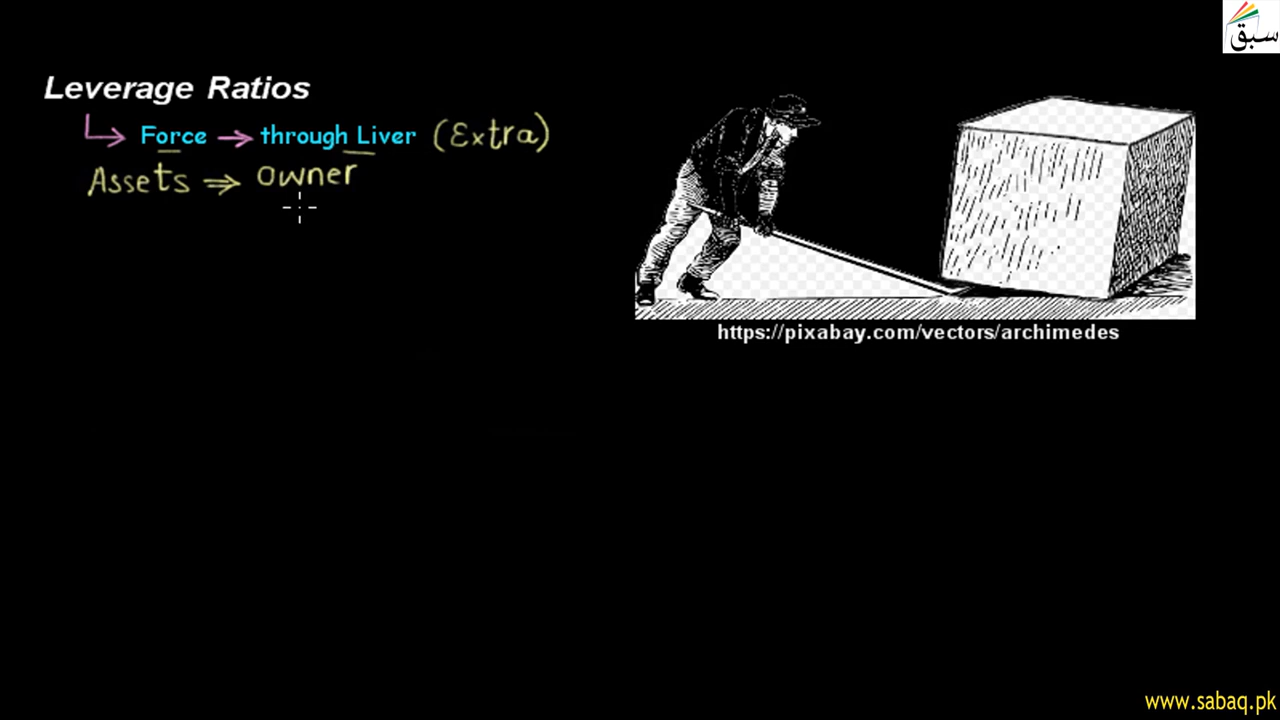 سبق
Leverage Ratios
Force → through Liver (Extra)
Assets ⇒ owner
https://pixabay.com/vectors/archimedes
www.sabaq.pk